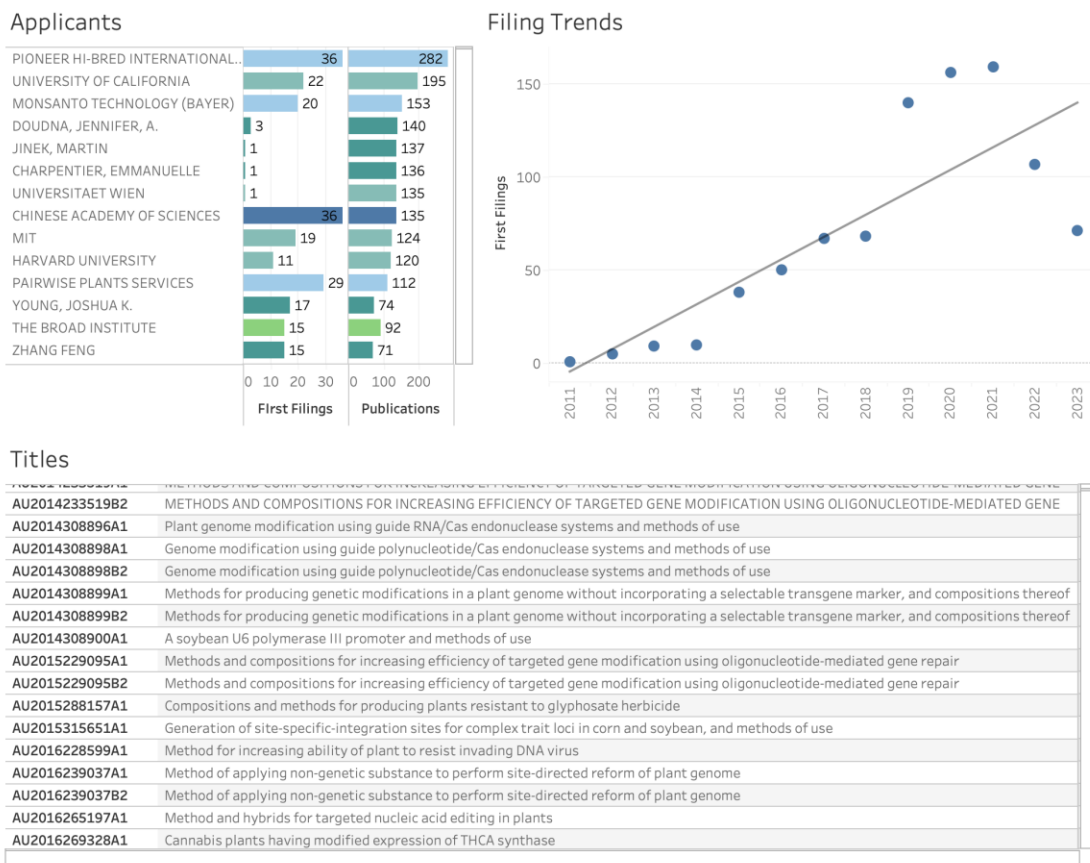 Applicants
PIONEER HI-BRED INTERNATIONAL.. 36 282
UNIVERSITY OF CALIFORNIA 22 195
MONSANTO TECHNOLOGY (BAYER) 20 153
DOUDNA, JENNIFER, A. 3 140
JINEK, MARTIN 1 137
CHARPENTIER, EMMANUELLE 1 136
UNIVERSITAET WIEN 1 135
CHINESE ACADEMY OF SCIENCES 36 135
MIT 19 124
HARVARD UNIVERSITY 11 120
PAIRWISE PLANTS SERVICES 29 112
YOUNG, JOSHUA K. 17 74
THE BROAD INSTITUTE 15 92
ZHANG FENG 15 71
0 10 20 30 0 100 200
FIrst Filings Publications
Filing Trends
150
100
50
0
First Filings
2011 2012 2013 2014 2015 2016 2017 2018 2019 2020 2021 2022 2023
Titles
AU2014233519A1 METHODS AND COMPOSITIONS FOR INCREASING EFFICIENCY OF TARGETED GENE MODIFICATION USING OLIGONUCLEOTIDE-MEDIATED GENE
AU2014233519B2 METHODS AND COMPOSITIONS FOR INCREASING EFFICIENCY OF TARGETED GENE MODIFICATION USING OLIGONUCLEOTIDE-MEDIATED GENE
AU2014308896A1 Plant genome modification using guide RNA/Cas endonuclease systems and methods of use
AU2014308898A1 Genome modification using guide polynucleotide/Cas endonuclease systems and methods of use
AU2014308898B2 Genome modification using guide polynucleotide/Cas endonuclease systems and methods of use
AU2014308899A1 Methods for producing genetic modifications in a plant genome without incorporating a selectable transgene marker, and compositions thereof
AU2014308899B2 Methods for producing genetic modifications in a plant genome without incorporating a selectable transgene marker, and compositions thereof
AU2014308900A1 A soybean U6 polymerase III promoter and methods of use
AU2015229095A1 Methods and compositions for increasing efficiency of targeted gene modification using oligonucleotide-mediated gene repair
AU2015229095B2 Methods and compositions for increasing efficiency of targeted gene modification using oligonucleotide-mediated gene repair
AU2015288157A1 Compositions and methods for producing plants resistant to glyphosate herbicide
AU2015315651A1 Generation of site-specific-integration sites for complex trait loci in corn and soybean, and methods of use
AU2016228599A1 Method for increasing ability of plant to resist invading DNA virus
AU2016239037A1 Method of applying non-genetic substance to perform site-directed reform of plant genome
AU2016239037B2 Method of applying non-genetic substance to perform site-directed reform of plant genome
AU2016265197A1 Method and hybrids for targeted nucleic acid editing in plants
AU2016269328A1 Cannabis plants having modified expression of THCA synthase